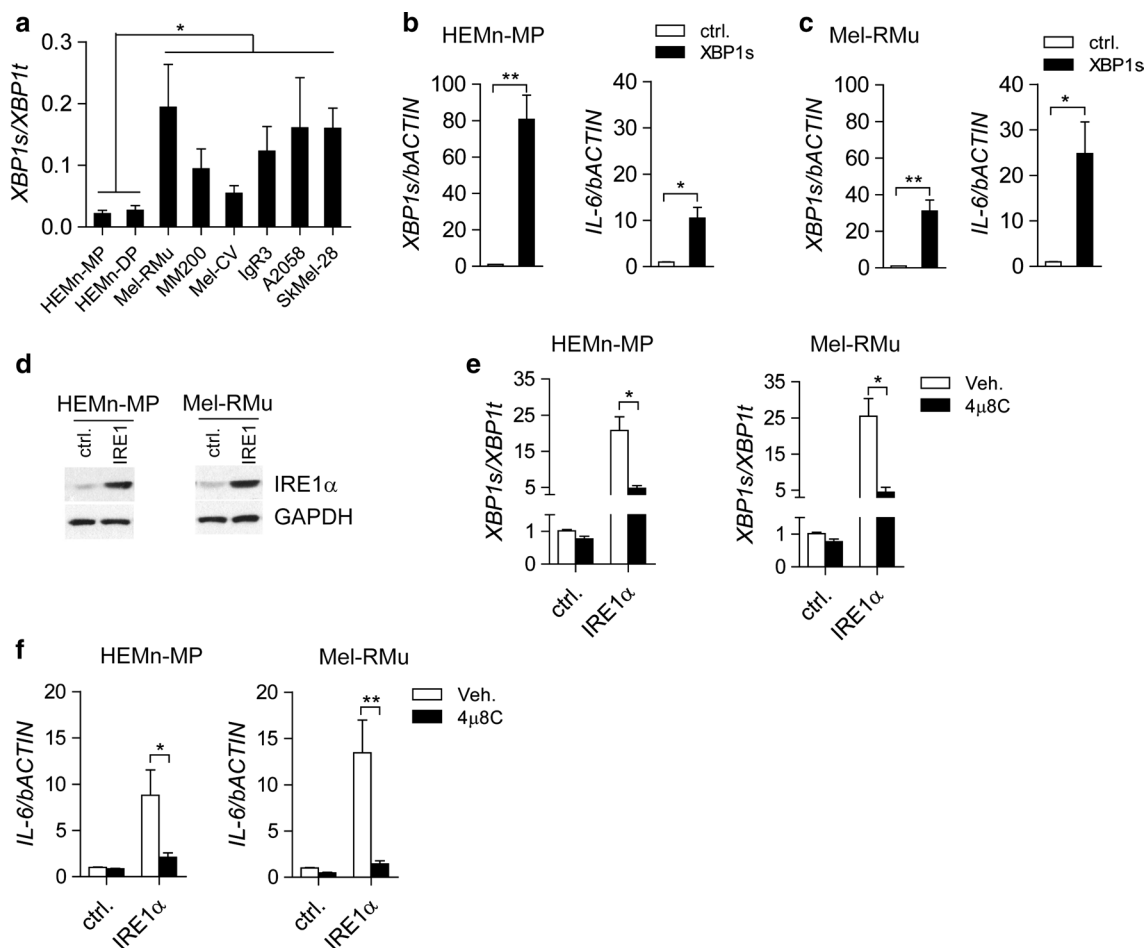 a
*
XBP1s/XBP1t
0.3
0.2
0.1
0.0
HEMn-MP
HEMn-DP
Mel-RMu
MM200
Mel-CV
IgR3
A2058
SkMel-28
b
HEMn-MP
ctrl.
XBP1s
XBP1s/bACTIN
100
80
60
40
20
0
**
IL-6/bACTIN
40
30
20
10
0
*
c
Mel-RMu
ctrl.
XBP1s
XBP1s/bACTIN
100
80
60
40
20
0
**
IL-6/bACTIN
40
30
20
10
0
*
d
HEMn-MP
Mel-RMu
ctrl.
IRE1
ctrl.
IRE1
IRE1α
GAPDH
e
HEMn-MP
XBP1s/XBP1t
35
25
15
5
1
0
*
ctrl.
IRE1α
Mel-RMu
XBP1s/XBP1t
35
25
15
5
1
0
*
ctrl.
IRE1α
Veh.
4μ8C
f
HEMn-MP
IL-6/bACTIN
20
15
10
5
0
*
ctrl.
IRE1α
Mel-RMu
IL-6/bACTIN
20
15
10
5
0
**
ctrl.
IRE1α
Veh.
4μ8C